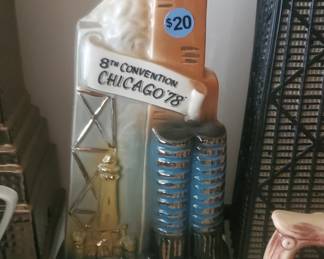 $20
8TH CONVENTION
CHICAGO '78